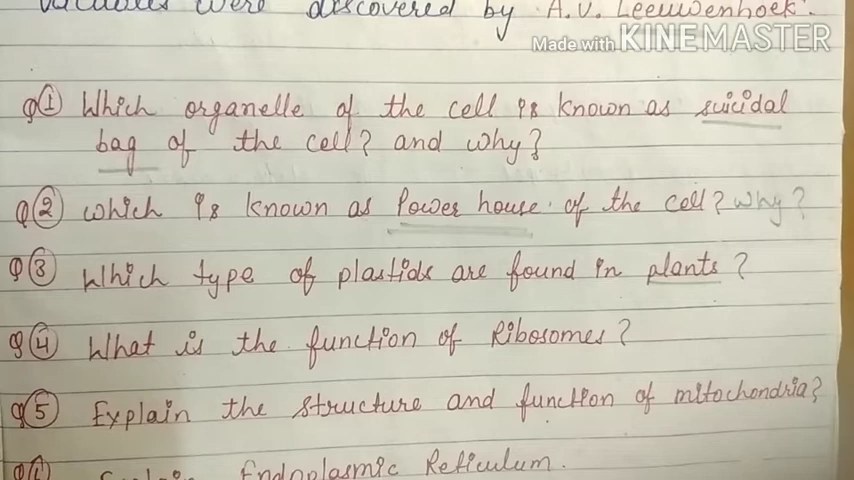 vacuoles were discovered by A.V. Leeuwenhoek.
Made with KINEMASTER
Q① Which organelle of the cell is known as suicidal
bag of the cell? and why?
Q② which is known as Power house of the cell? Why?
Q③ Which type of plastids are found in plants?
Q④ What is the function of Ribosomes?
Q⑤ Explain the structure and function of mitochondria?
Explain Endoplasmic Reticulum.